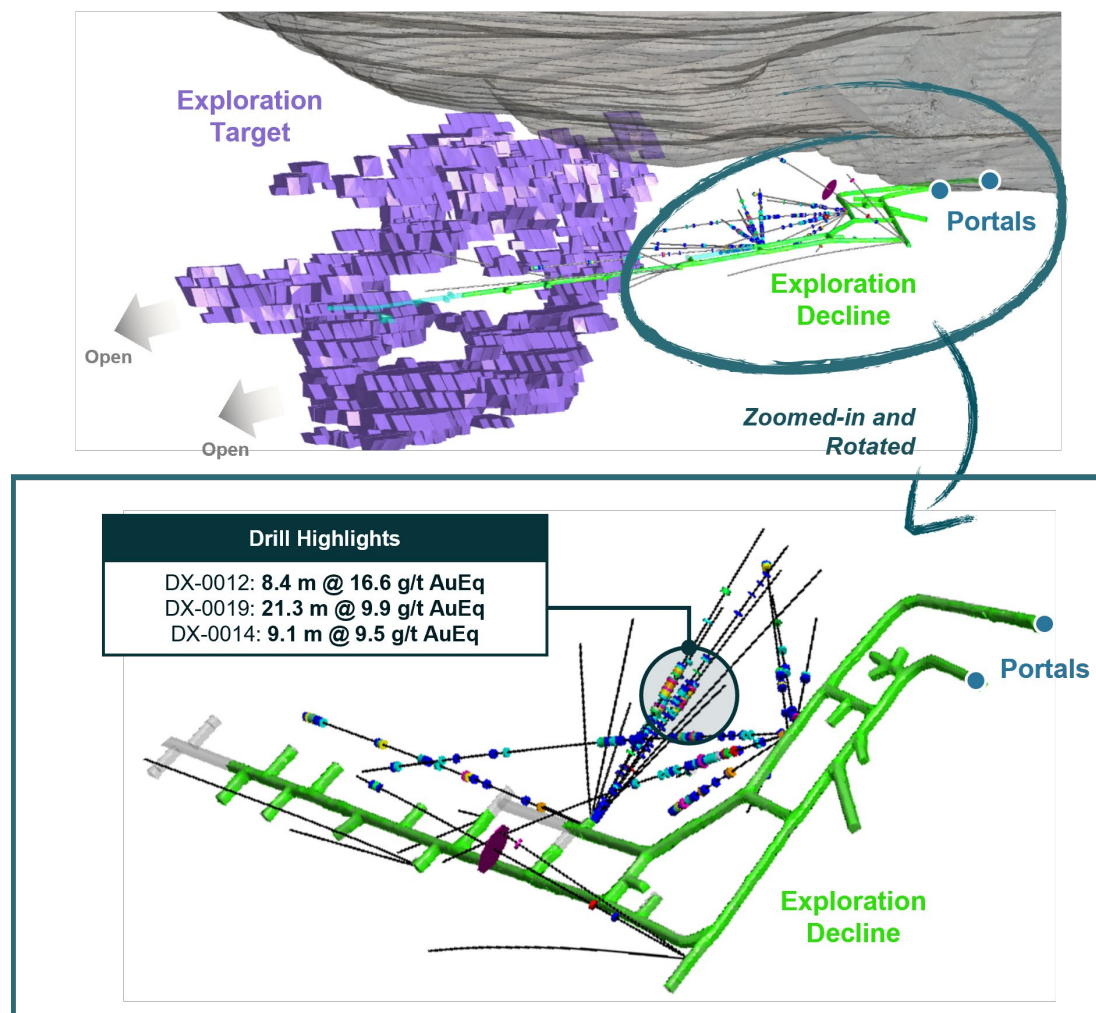 Exploration
Target
Portals
Exploration
Decline
Open
Open
Zoomed-in and
Rotated
Drill Highlights
DX-0012: 8.4 m @ 16.6 g/t AuEq
DX-0019: 21.3 m @ 9.9 g/t AuEq
DX-0014: 9.1 m @ 9.5 g/t AuEq
Portals
Exploration
Decline